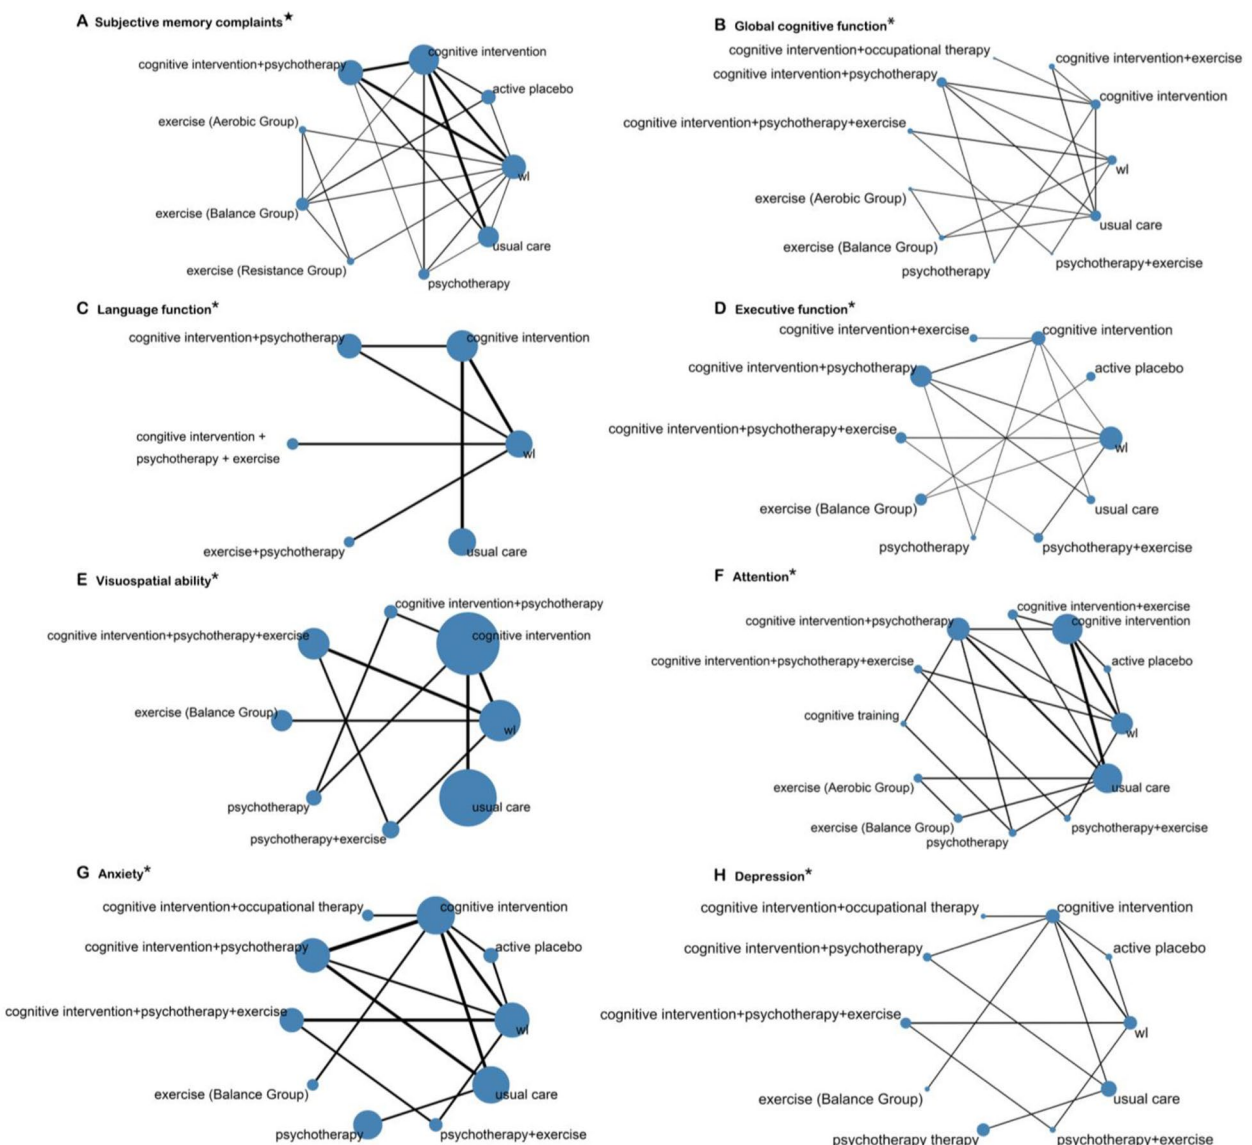 A Subjective memory complaints★
cognitive intervention+psychotherapy
cognitive intervention
active placebo
exercise (Aerobic Group)
wl
exercise (Balance Group)
usual care
exercise (Resistance Group)
psychotherapy
B Global cognitive function*
cognitive intervention+occupational therapy
cognitive intervention+exercise
cognitive intervention+psychotherapy
cognitive intervention
cognitive intervention+psychotherapy+exercise
wl
exercise (Aerobic Group)
usual care
exercise (Balance Group)
psychotherapy
psychotherapy+exercise
C Language function*
cognitive intervention+psychotherapy
cognitive intervention
congitive intervention +
psychotherapy + exercise
wl
exercise+psychotherapy
usual care
D Executive function*
cognitive intervention+exercise
cognitive intervention
cognitive intervention+psychotherapy
active placebo
cognitive intervention+psychotherapy+exercise
wl
exercise (Balance Group)
usual care
psychotherapy
psychotherapy+exercise
E Visuospatial ability*
cognitive intervention+psychotherapy
cognitive intervention+psychotherapy+exercise
cognitive intervention
exercise (Balance Group)
wl
psychotherapy
usual care
psychotherapy+exercise
F Attention*
cognitive intervention+exercise
cognitive intervention+psychotherapy
cognitive intervention
cognitive intervention+psychotherapy+exercise
active placebo
cognitive training
wl
exercise (Aerobic Group)
usual care
exercise (Balance Group)
psychotherapy+exercise
psychotherapy
G Anxiety*
cognitive intervention+occupational therapy
cognitive intervention
cognitive intervention+psychotherapy
active placebo
cognitive intervention+psychotherapy+exercise
wl
exercise (Balance Group)
usual care
psychotherapy
psychotherapy+exercise
H Depression*
cognitive intervention+occupational therapy
cognitive intervention
cognitive intervention+psychotherapy
active placebo
cognitive intervention+psychotherapy+exercise
wl
exercise (Balance Group)
usual care
psychotherapy therapy
psychotherapy+exercise